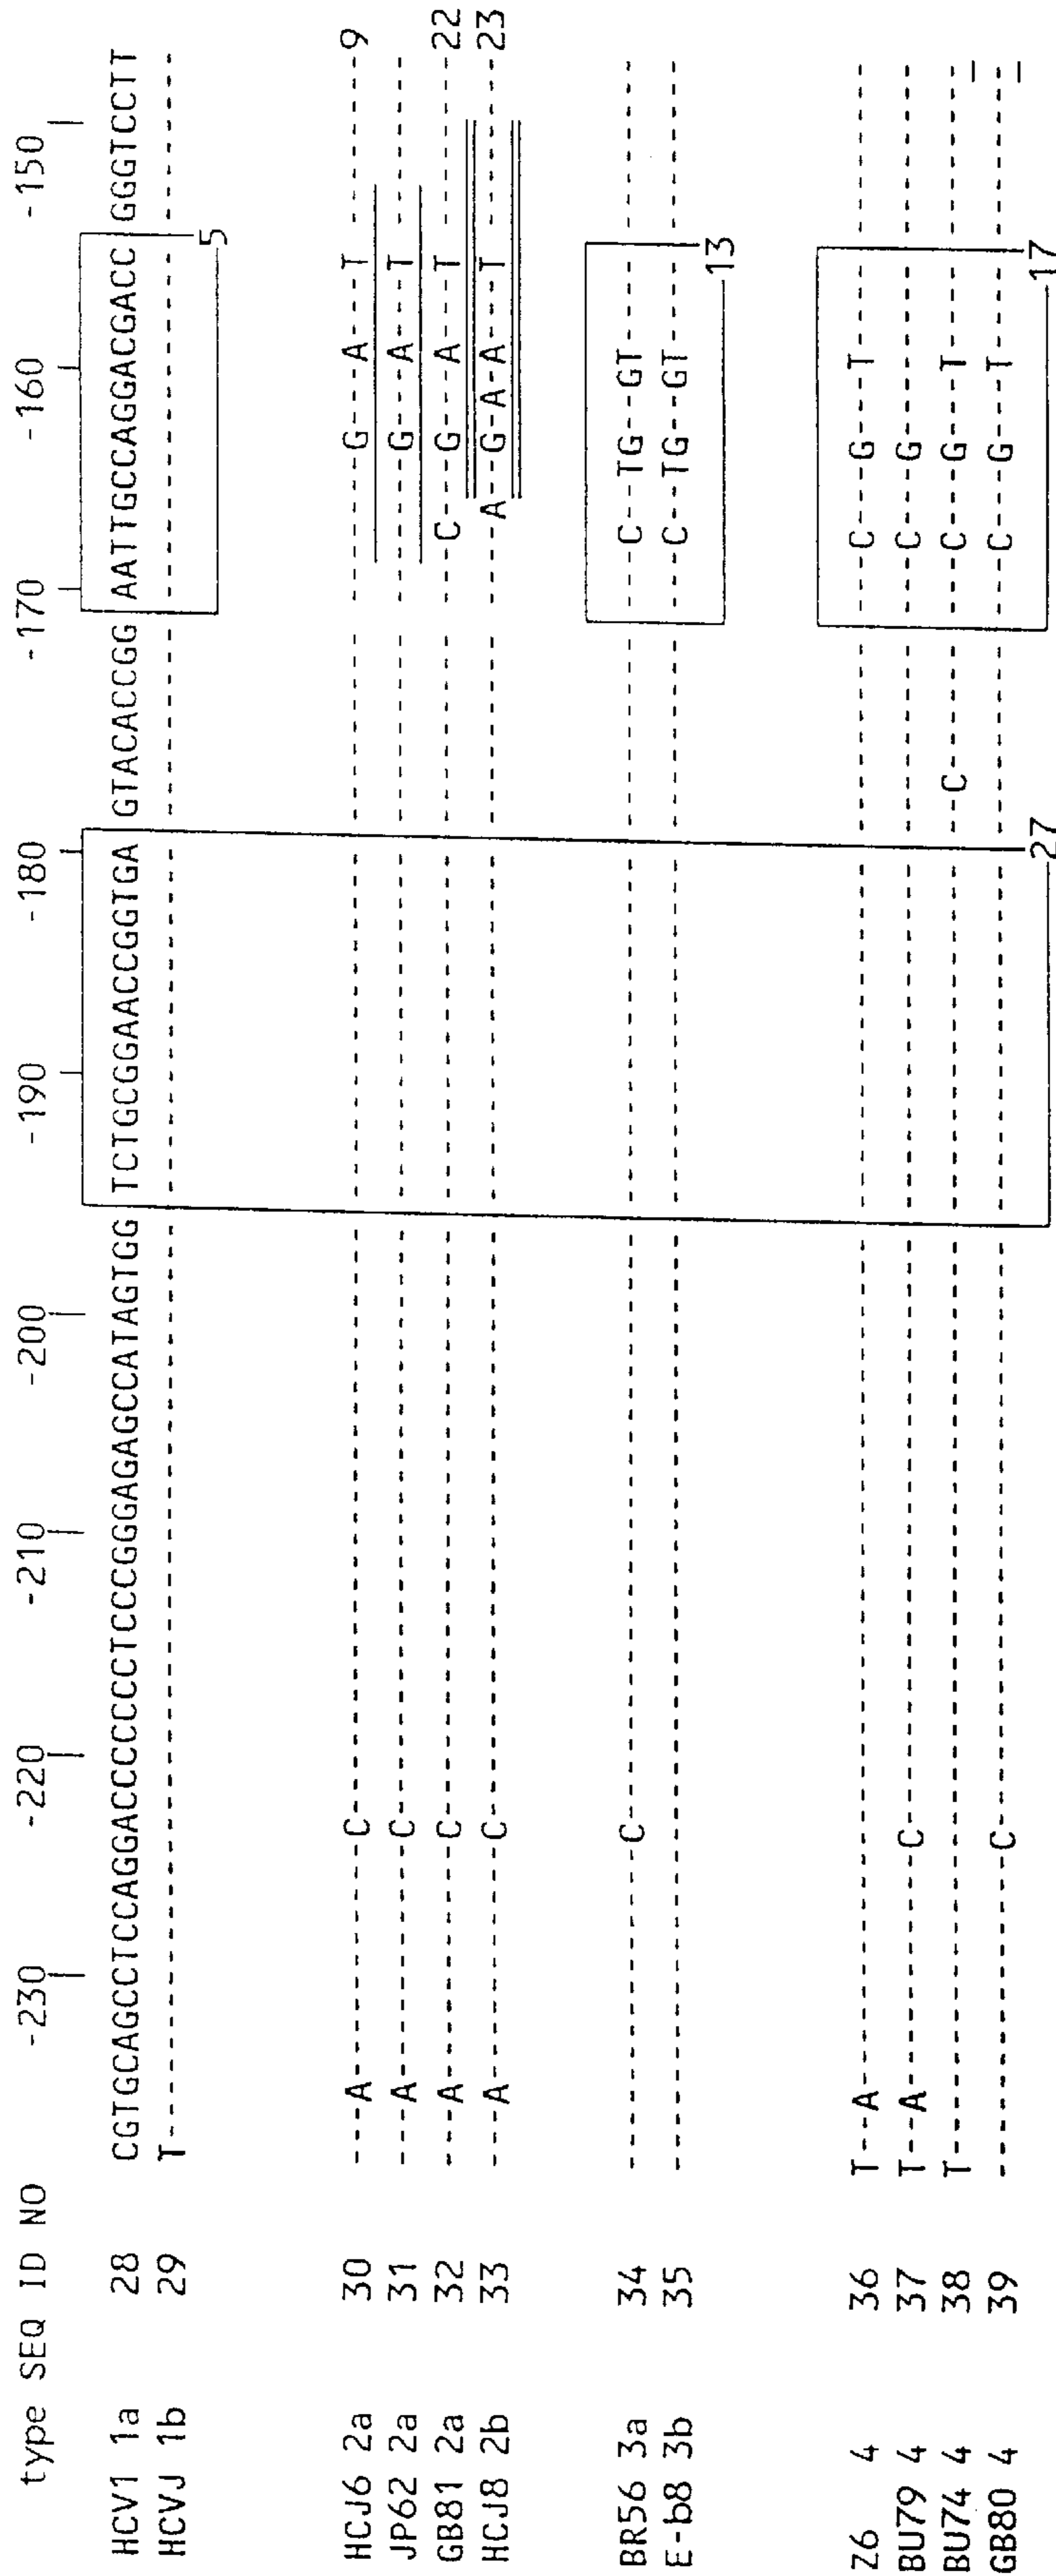 type SEQ ID NO -230 -220 -210 -200 -190 -180 -170 -160 -150
HCV1 1a 28 CGTGCAGCCTCCAGGACCCCCCCTCCCGGGAGAGCCATAGTGG TCTGCGGAACCGGTGA GTACACCGG AATTGCCAGGACGACC GGGTCCTT
HCVJ 1b 29 T----------------------------------------------------------------
5
HCJ6 2a 30 ---A----------C---------------------------------------------G---A---T--------9
JP62 2a 31 ---A----------C---------------------------------------------G---A---T--------
GB81 2a 32 ---A----------C-----------------------------------------C---G---A---T--------22
HCJ8 2b 33 ---A----------C------------------------------------------A-GA-A---T--------23
BR56 3a 34 --------------C-----------------------------------------C--TG--GT------------
E-b8 3b 35 --------------------------------------------------------C--TG--GT------------
13
Z6 4 36 T--A----------------------------------------------------C---G---T------------
BU79 4 37 T--A----------C-----------------------------------------C---G----------------
BU74 4 38 T-------------------------------------------C------------C---G---T------------
GB80 4 39 --------------C-----------------------------------------C---G---T------------
27 17